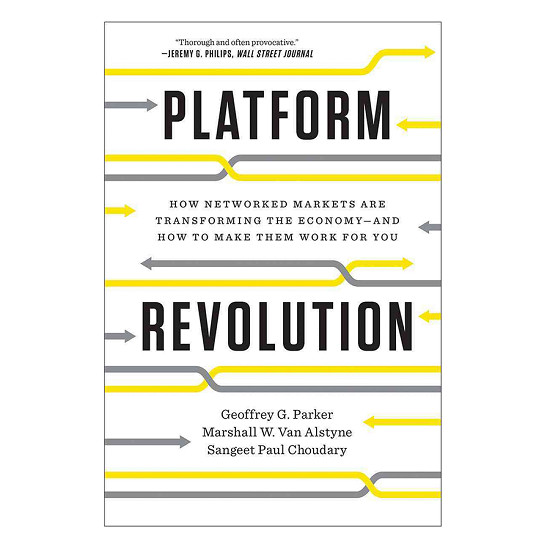 “Thorough and often provocative.”
—JEREMY G. PHILIPS, WALL STREET JOURNAL
PLATFORM
HOW NETWORKED MARKETS ARE
TRANSFORMING THE ECONOMY—AND
HOW TO MAKE THEM WORK FOR YOU
REVOLUTION
Geoffrey G. Parker
Marshall W. Van Alstyne
Sangeet Paul Choudary